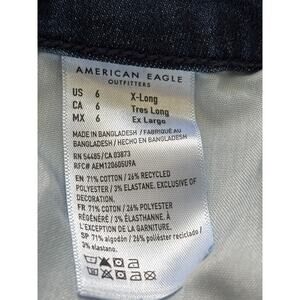 AMERICAN EAGLE
OUTFITTERS
US 6 X-Long
CA 6 Tres Long
MX 6 Ex Largo
MADE IN BANGLADESH / FABRIQUÉ AU
BANGLADESH / HECHO EN BANGLADESH
RN 54485/CA 03873
RFC# AEM120605U9A
EN 71% COTTON / 26% RECYCLED
POLYESTER / 3% ELASTANE. EXCLUSIVE OF
DECORATION.
FR 71% COTON / 26% POLYESTER
RÉGÉNÉRÉ / 3% ÉLASTHANNE. À
L'EXCEPTION DE LA GARNITURE.
SP 71% algodón / 26% poliéster reciclado /
3% elastano.